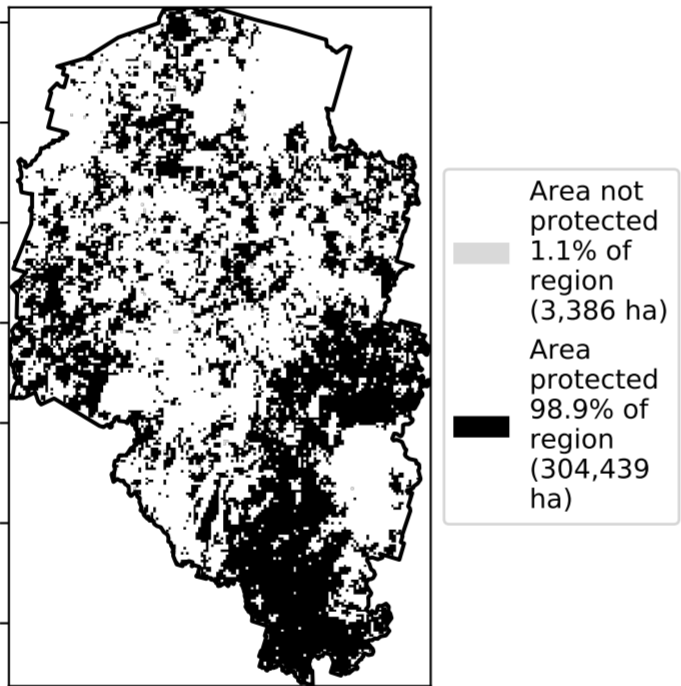 Area not
protected
1.1% of
region
(3,386 ha)
Area
protected
98.9% of
region
(304,439
ha)